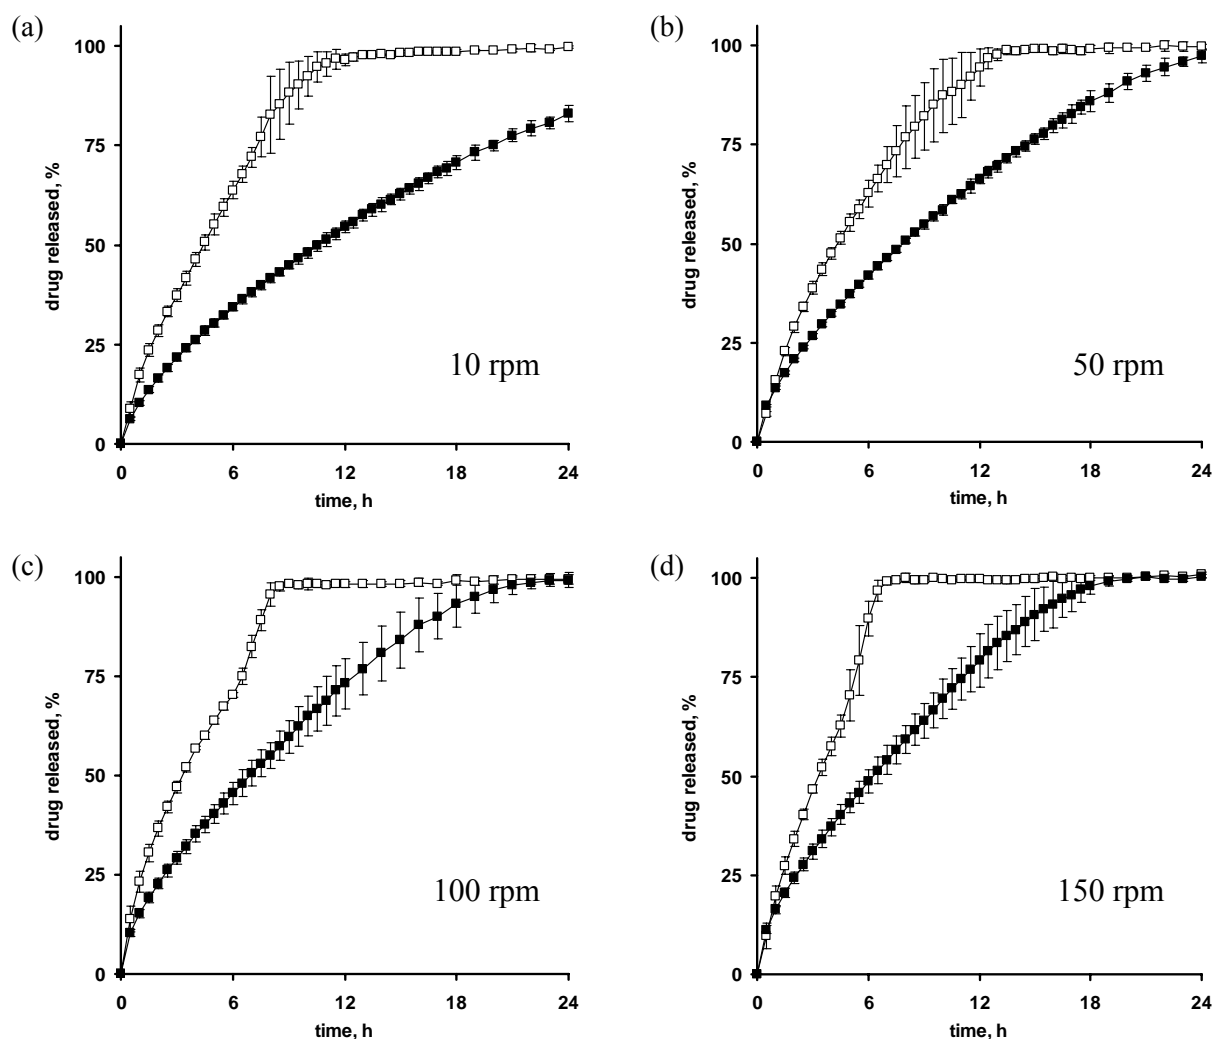 (a)
100
75
50
25
0
drug released, %
10 rpm
0 6 12 18 24
time, h
(b)
100
75
50
25
0
drug released, %
50 rpm
0 6 12 18 24
time, h
(c)
100
75
50
25
0
drug released, %
100 rpm
0 6 12 18 24
time, h
(d)
100
75
50
25
0
drug released, %
150 rpm
0 6 12 18 24
time, h